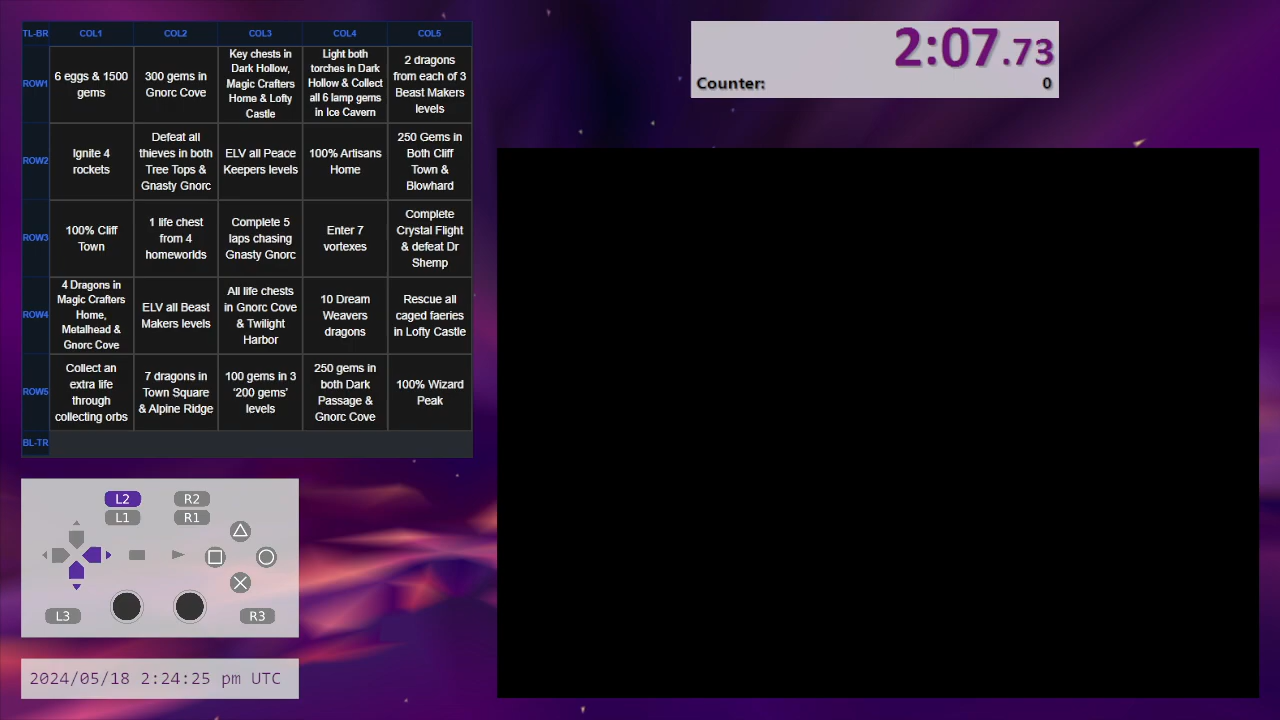 TL-BR COL1 COL2 COL3 COL4 COL5
ROW1
6 eggs & 1500
gems
300 gems in
Gnorc Cove
Key chests in
Dark Hollow,
Magic Crafters
Home & Lofty
Castle
Light both
torches in Dark
Hollow & Collect
all 6 lamp gems
in Ice Cavern
2 dragons
from each of 3
Beast Makers
levels
ROW2
Ignite 4
rockets
Defeat all
thieves in both
Tree Tops &
Gnasty Gnorc
ELV all Peace
Keepers levels
100% Artisans
Home
250 Gems in
Both Cliff
Town &
Blowhard
ROW3
100% Cliff
Town
1 life chest
from 4
homeworlds
Complete 5
laps chasing
Gnasty Gnorc
Enter 7
vortexes
Complete
Crystal Flight
& defeat Dr
Shemp
ROW4
4 Dragons in
Magic Crafters
Home,
Metalhead &
Gnorc Cove
ELV all Beast
Makers levels
All life chests
in Gnorc Cove
& Twilight
Harbor
10 Dream
Weavers
dragons
Rescue all
caged faeries
in Lofty Castle
ROW5
Collect an
extra life
through
collecting orbs
7 dragons in
Town Square
& Alpine Ridge
100 gems in 3
'200 gems'
levels
250 gems in
both Dark
Passage &
Gnorc Cove
100% Wizard
Peak
BL-TR
2:07.73
Counter: 0
L2 R2
L1 R1
L3 R3
2024/05/18 2:24:25 pm UTC